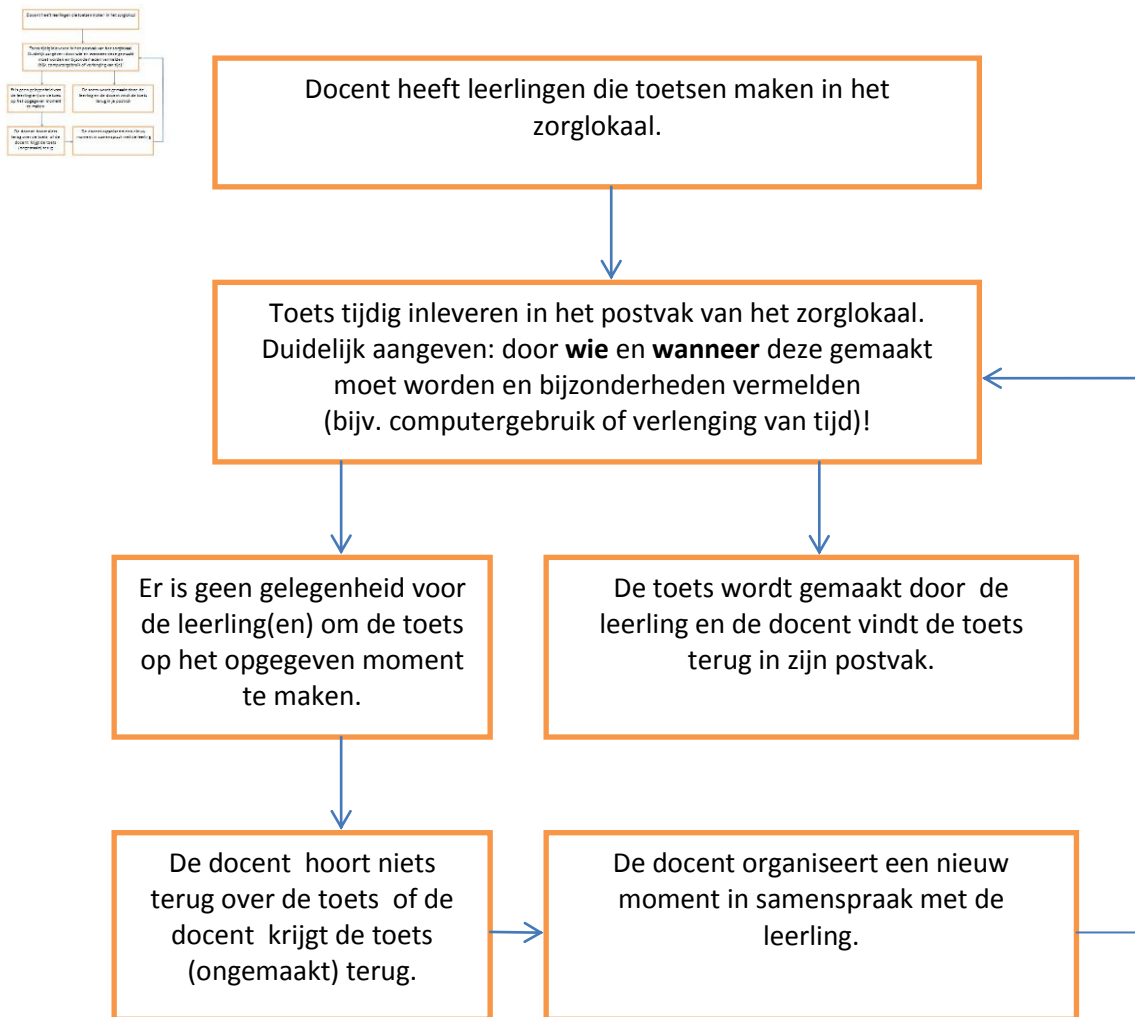 Docent heeft leerlingen die toetsen maken in het
zorglokaal.
Toets tijdig inleveren in het postvak van het zorglokaal.
Duidelijk aangeven: door wie en wanneer deze gemaakt
moet worden en bijzonderheden vermelden
(bijv. computergebruik of verlenging van tijd)!
Er is geen gelegenheid voor
de leerling(en) om de toets
op het opgegeven moment
te maken.
De toets wordt gemaakt door de
leerling en de docent vindt de toets
terug in zijn postvak.
De docent hoort niets
terug over de toets of de
docent krijgt de toets
(ongemaakt) terug.
De docent organiseert een nieuw
moment in samenspraak met de
leerling.